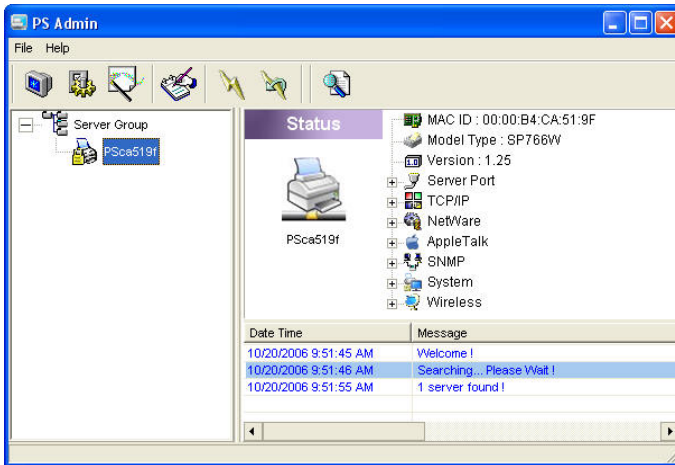 PS Admin
File Help
Server Group
PSca519f
Status
PSca519f
MAC ID : 00:00:B4:CA:51:9F
Model Type : SP766W
1.0 Version : 1.25
Server Port
TCP/IP
NetWare
AppleTalk
SNMP
System
Wireless
Date Time Message
10/20/2006 9:51:45 AM Welcome !
10/20/2006 9:51:46 AM Searching... Please Wait !
10/20/2006 9:51:55 AM 1 server found !